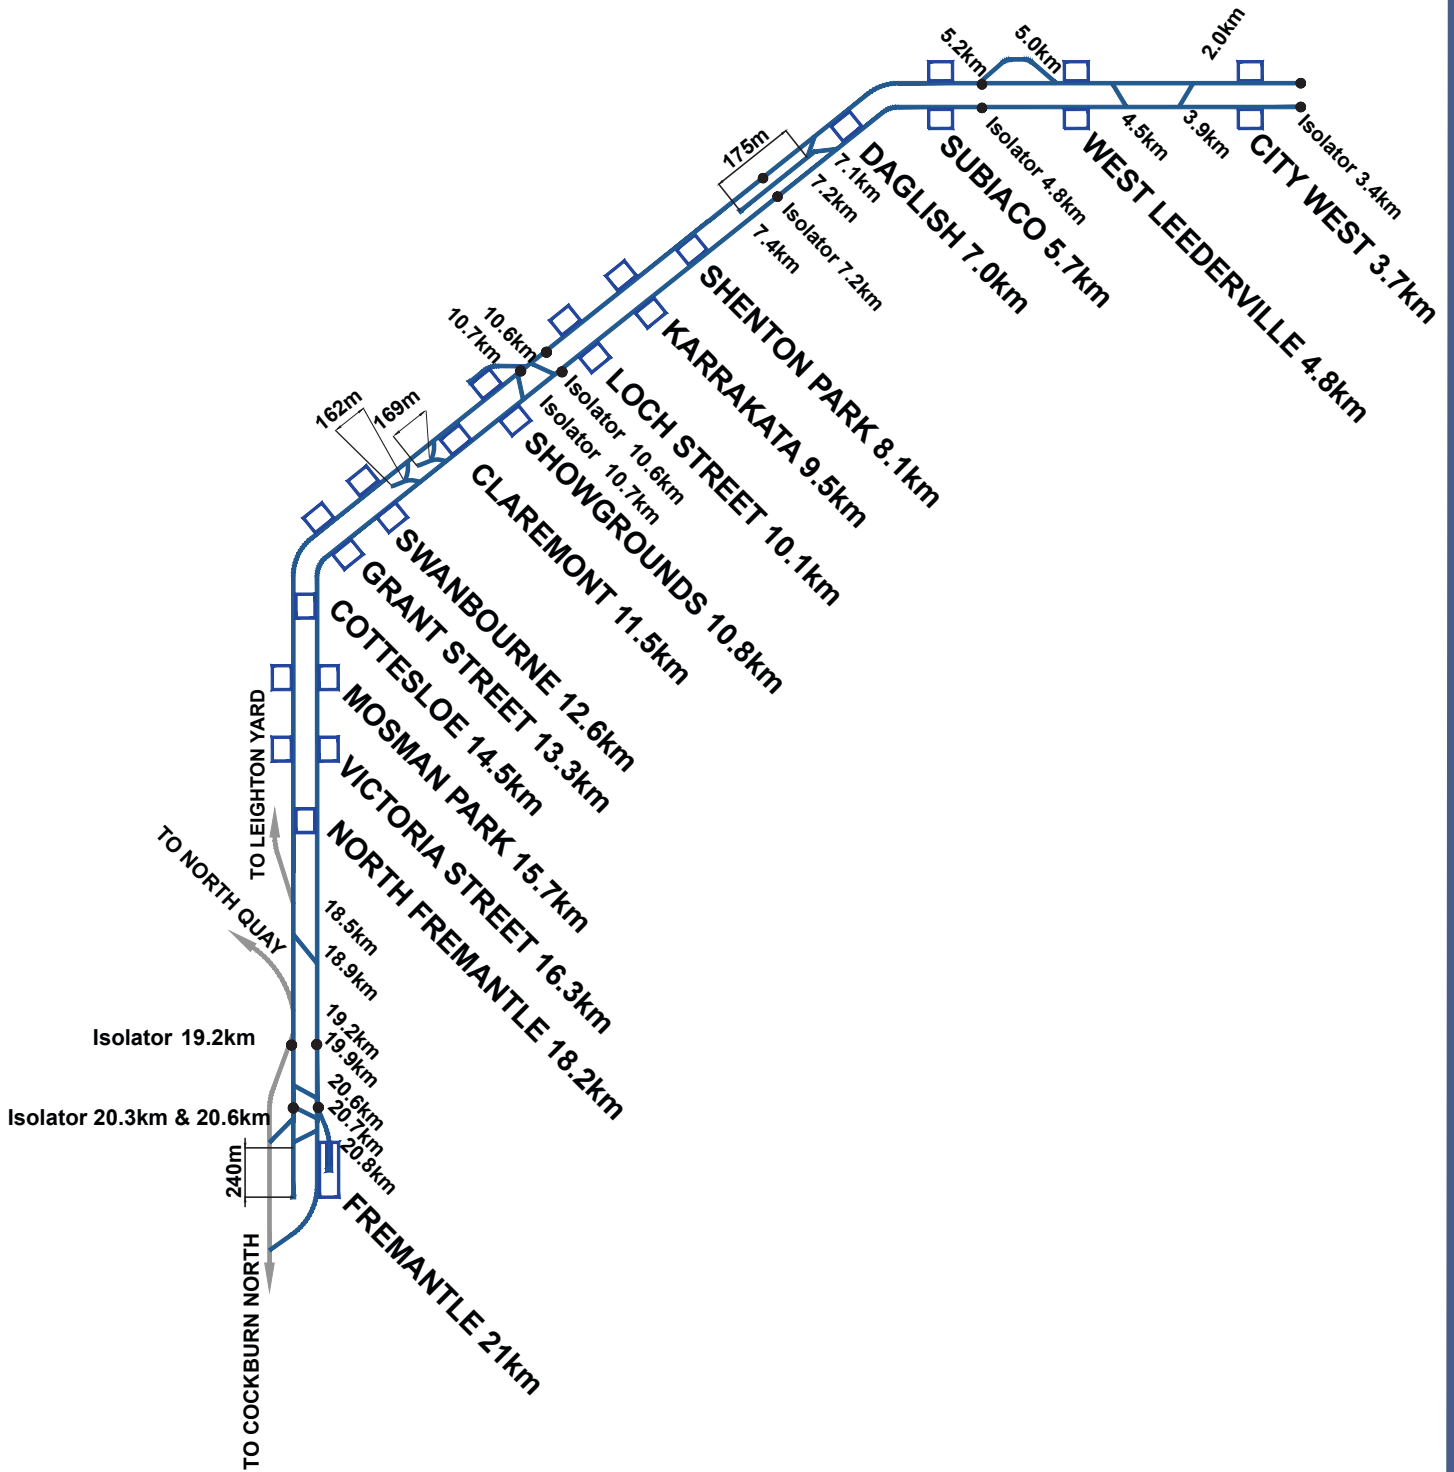 2.0km
5.0km
5.2km
3.9km
4.5km
Isolator 3.4km
CITY WEST 3.7km
WEST LEEDERVILLE 4.8km
Isolator 4.8km
SUBIACO 5.7km
DAGLISH 7.0km
175m
7.1km
7.2km
Isolator 7.2km
7.4km
SHENTON PARK 8.1km
KARRAKATA 9.5km
LOCH STREET 10.1km
10.6km
10.7km
Isolator 10.6km
Isolator 10.7km
SHOWGROUNDS 10.8km
162m
169m
CLAREMONT 11.5km
SWANBOURNE 12.6km
GRANT STREET 13.3km
COTTESLOE 14.5km
MOSMAN PARK 15.7km
VICTORIA STREET 16.3km
NORTH FREMANTLE 18.2km
TO LEIGHTON YARD
TO NORTH QUAY
18.5km
18.9km
19.2km
Isolator 19.2km
19.9km
20.6km
Isolator 20.3km & 20.6km
20.7km
20.8km
240m
FREMANTLE 21km
TO COCKBURN NORTH